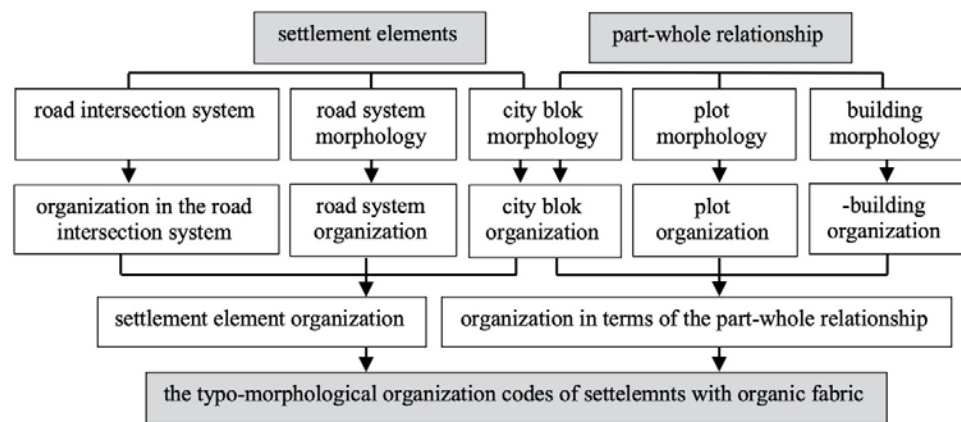 settlement elements
part-whole relationship
road intersection system
road system
morphology
city blok
morphology
plot
morphology
building
morphology
organization in the road
intersection system
road system
organization
city blok
organization
plot
organization
-building
organization
settlement element organization
organization in terms of the part-whole relationship
the typo-morphological organization codes of settelemnts with organic fabric